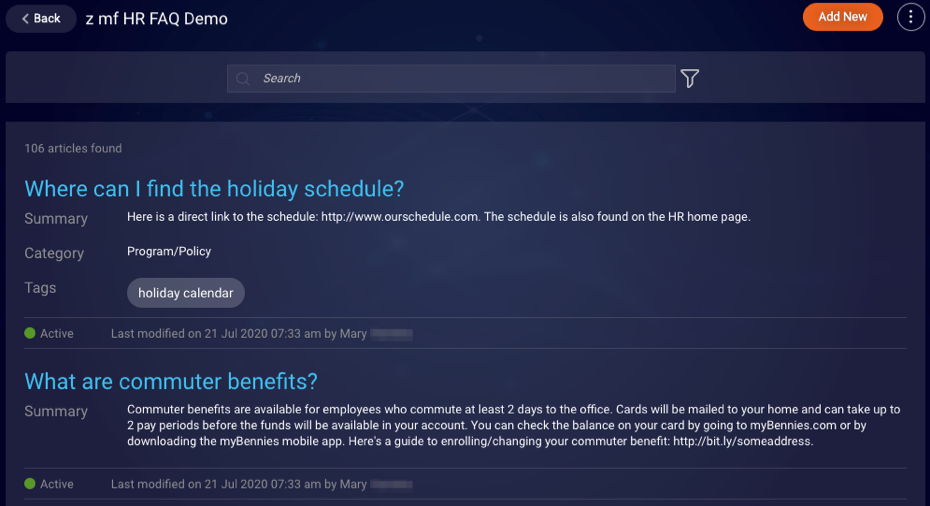 Back
z mf HR FAQ Demo
Add New
Search
106 articles found
Where can I find the holiday schedule?
Summary
Here is a direct link to the schedule: http://www.ourschedule.com. The schedule is also found on the HR home page.
Category
Program/Policy
Tags
holiday calendar
Active
Last modified on 21 Jul 2020 07:33 am by Mary
What are commuter benefits?
Summary
Commuter benefits are available for employees who commute at least 2 days to the office. Cards will be mailed to your home and can take up to
2 pay periods before the funds will be available in your account. You can check the balance on your card by going to myBennies.com or by
downloading the myBennies mobile app. Here's a guide to enrolling/changing your commuter benefit: http://bit.ly/someaddress.
Active
Last modified on 21 Jul 2020 07:33 am by Mary